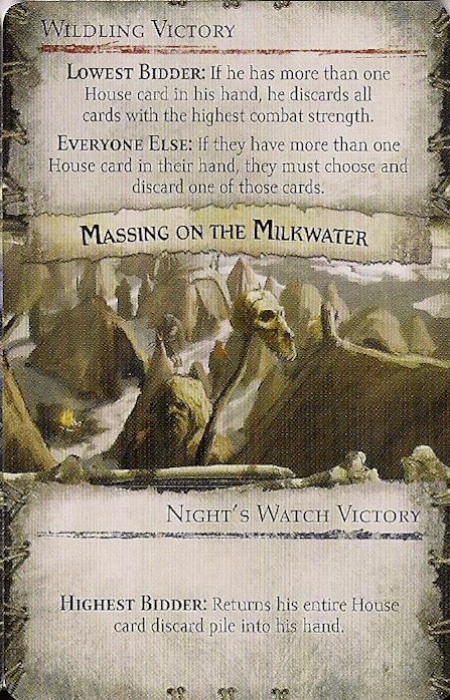 Wildling Victory
Lowest Bidder: If he has more than one
House card in his hand, he discards all
cards with the highest combat strength.
Everyone Else: If they have more than one
House card in their hand, they must choose and
discard one of those cards.
Massing on the Milkwater
Night's Watch Victory
Highest Bidder: Returns his entire House
card discard pile into his hand.